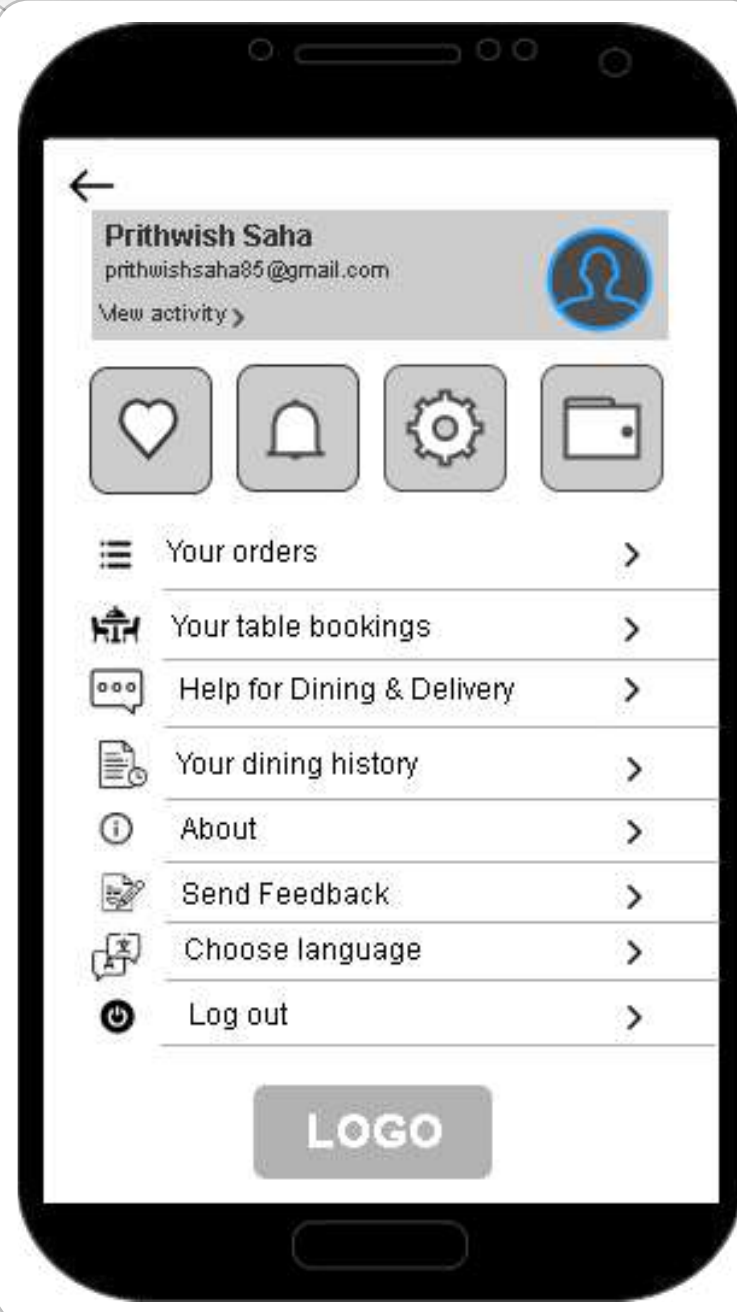 Prithwish Saha
prithwishsaha85@gmail.com
View activity
Your orders
Your table bookings
Help for Dining & Delivery
Your dining history
About
Send Feedback
Choose language
Log out
LOGO